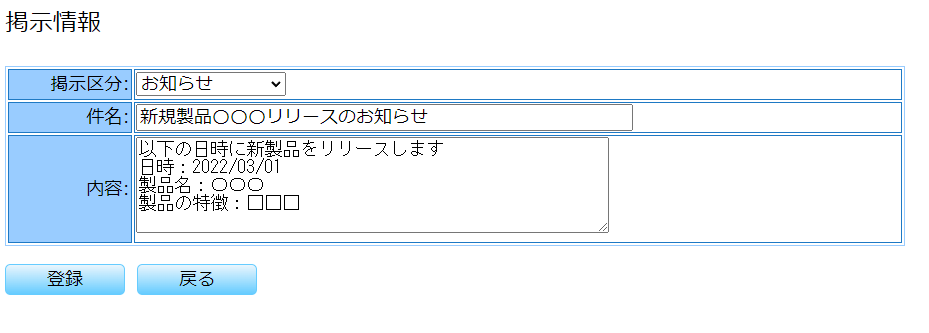 掲示情報
掲示区分: お知らせ
件名: 新規製品○○○リリースのお知らせ
内容: 以下の日時に新製品をリリースします
日時：2022/03/01
製品名：○○○
製品の特徴：□□□
登録 戻る